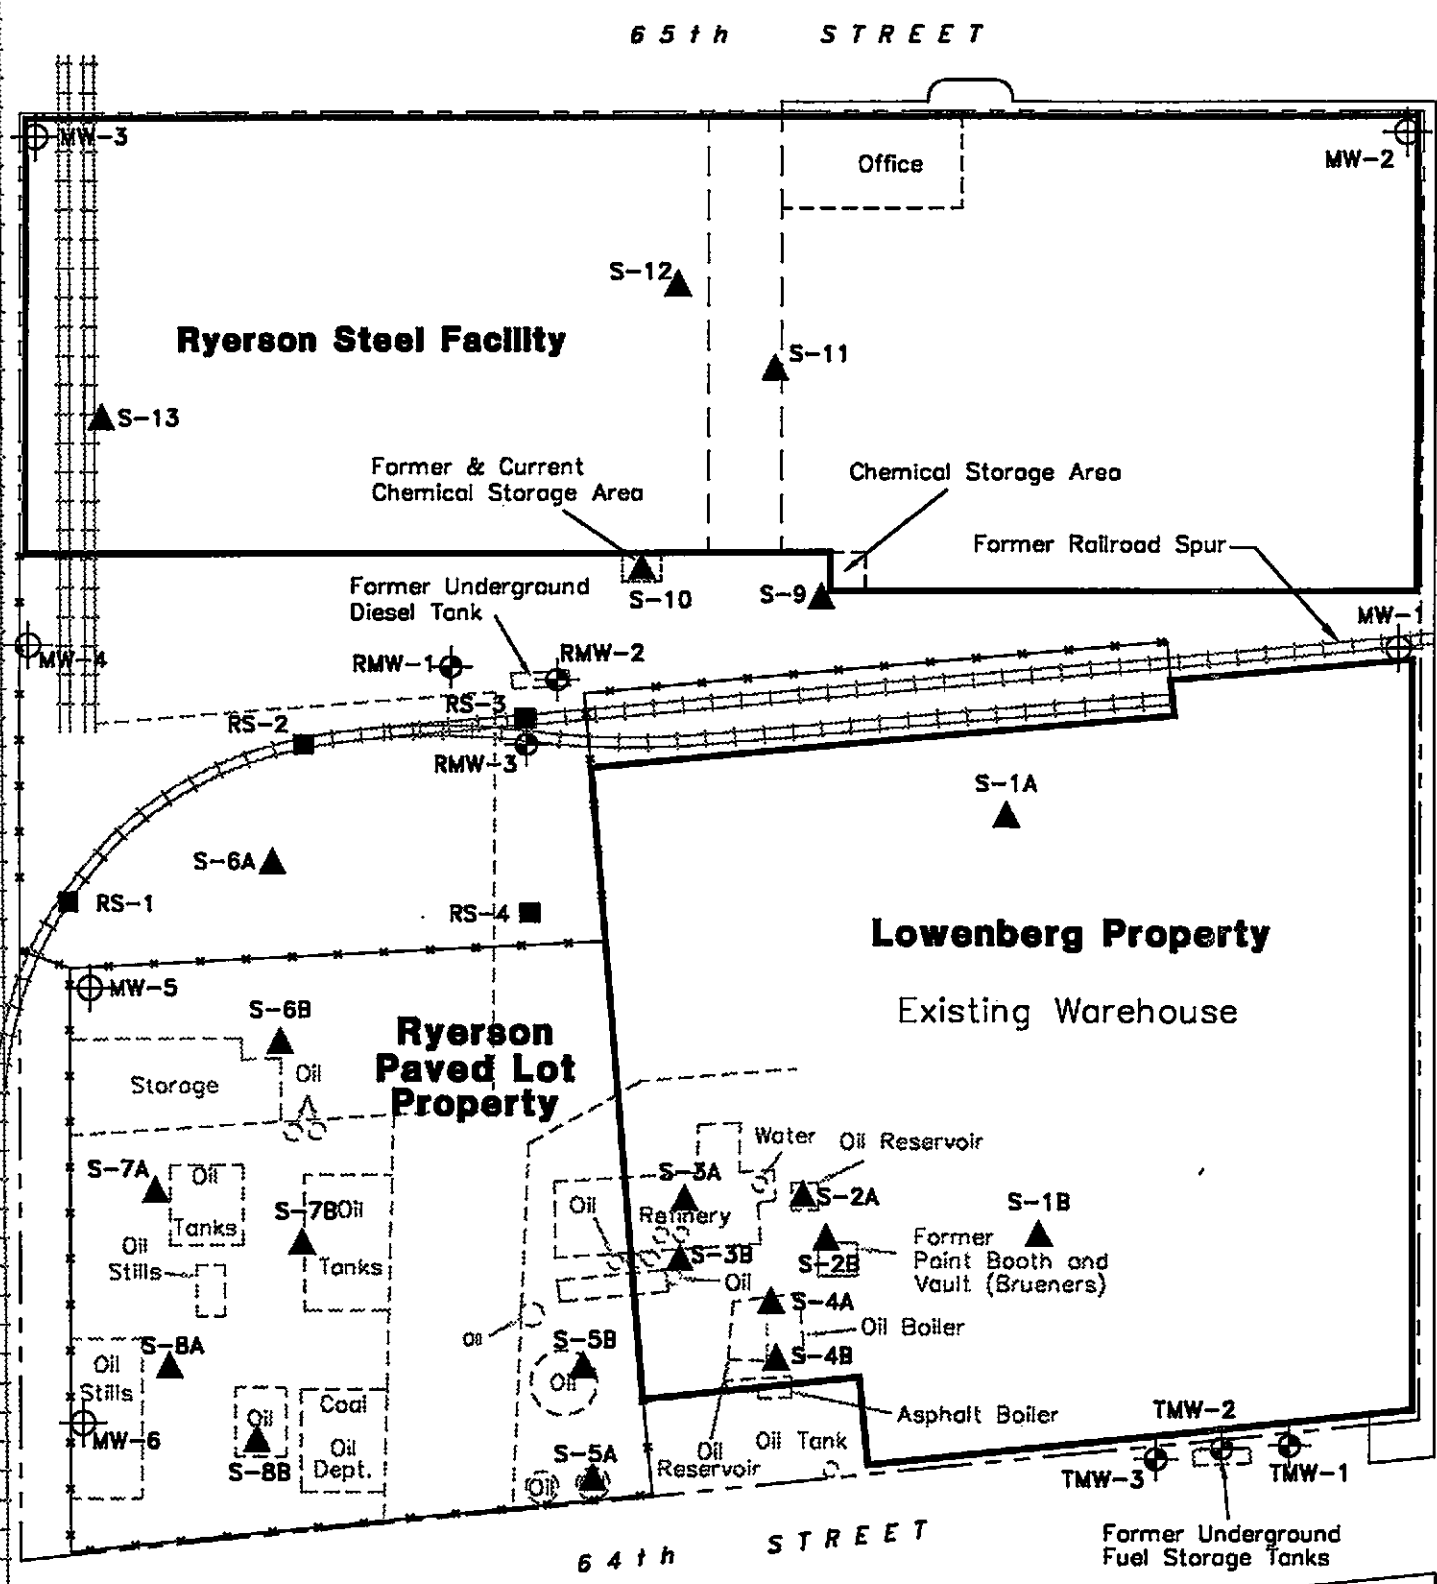 65th STREET
MW-3
MW-2
Office
S-12
Ryerson Steel Facility
S-11
S-13
Former & Current
Chemical Storage Area
Chemical Storage Area
Former Railroad Spur
Former Underground
Diesel Tank
S-10
S-9
MW-1
MW-4
RMW-1
RMW-2
RS-3
RS-2
RMW-3
S-1A
S-6A
RS-1
RS-4
Lowenberg Property
Existing Warehouse
MW-5
S-6B
Ryerson
Paved Lot
Property
Oil
Storage
Water
Oil Reservoir
S-7A
Oil
Tanks
S-7B
Oil
Tanks
S-3A
Oil
Refinery
S-2A
S-1B
Oil
Stills
S-3B
Oil
S-2B
Former
Paint Booth and
Vault (Brueners)
S-4A
Oil
Oil Boiler
S-8A
S-5B
Oil
S-4B
Oil
Stills
Coal
Oil
Dept.
Oil
MW-6
S-8B
Asphalt Boiler
TMW-2
S-5A
Oil
Oil
Reservoir
Oil Tank
TMW-3
TMW-1
Former Underground
Fuel Storage Tanks
64th STREET